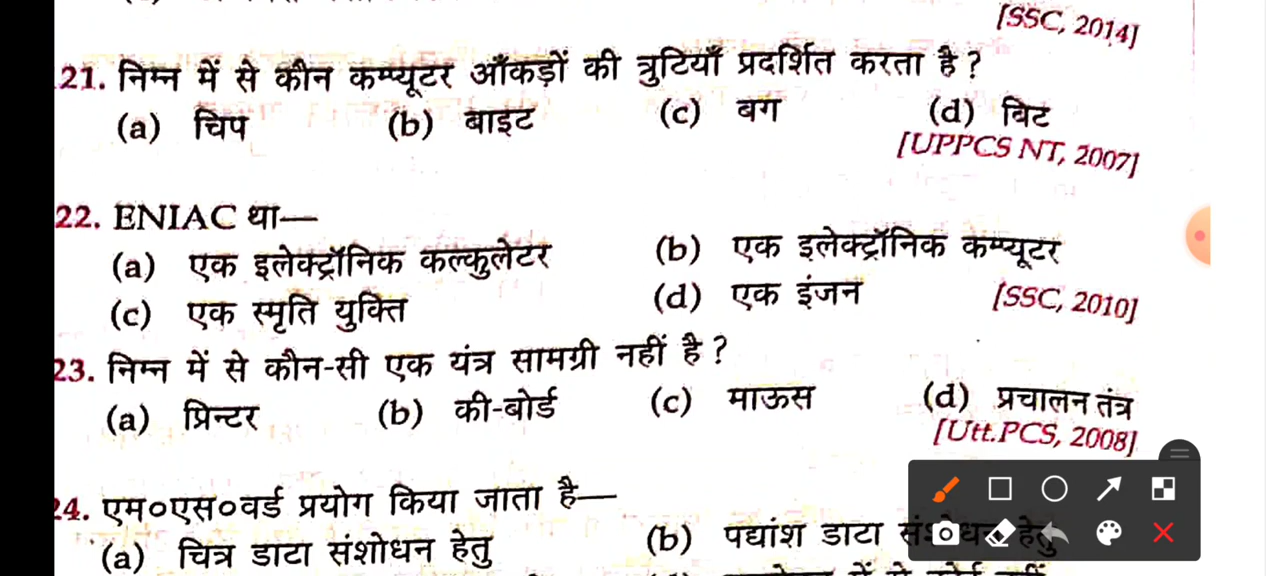 [SSC, 2014]
21. निम्न में से कौन कम्प्यूटर आँकड़ों की त्रुटियाँ प्रदर्शित करता है ?
(a) चिप (b) बाइट (c) बग (d) बिट
[UPPCS NT, 2007]
22. ENIAC था—
(a) एक इलेक्ट्रॉनिक कल्कुलेटर (b) एक इलेक्ट्रॉनिक कम्प्यूटर
(c) एक स्मृति युक्ति (d) एक इंजन [SSC, 2010]
23. निम्न में से कौन-सी एक यंत्र सामग्री नहीं है ?
(a) प्रिन्टर (b) की-बोर्ड (c) माऊस (d) प्रचालन तंत्र
[Utt.PCS, 2008]
24. एम०एस०वर्ड प्रयोग किया जाता है—
(a) चित्र डाटा संशोधन हेतु (b) पद्यांश डाटा संशोधन हेतु